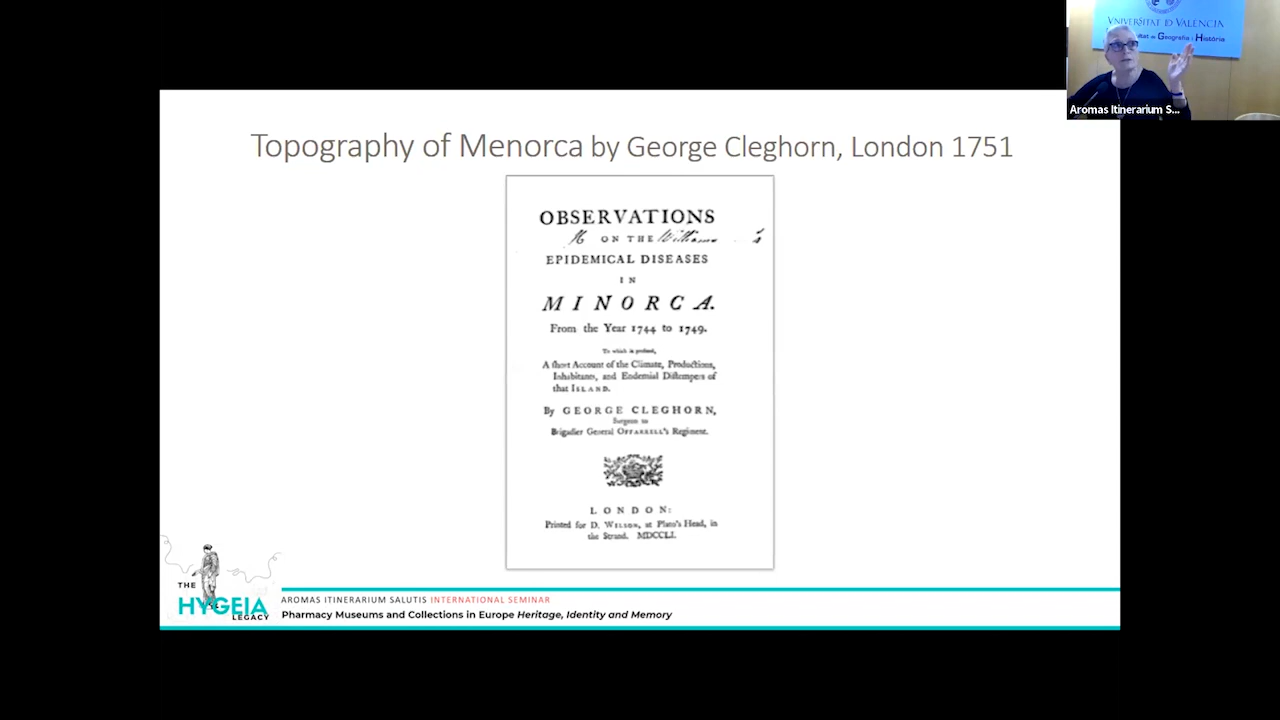 VNIVERSITAT D VALENCIA
ultat de Geografia i Història
Aromas Itinerarium S...
Topography of Menorca by George Cleghorn, London 1751
OBSERVATIONS
ON THE Williams
EPIDEMICAL DISEASES
IN
MINORCA.
From the Year 1744 to 1749.
To which is prefixed,
A short Account of the Climate, Productions,
Inhabitants, and Endemial Distempers of
that ISLAND.
By GEORGE CLEGHORN,
Surgeon to
Brigadier General OFFARRELL's Regiment.
LONDON:
Printed for D. WILSON, at Plato's Head, in
the Strand. MDCCLI.
THE
HYGEIA
LEGACY
AROMAS ITINERARIUM SALUTIS INTERNATIONAL SEMINAR
Pharmacy Museums and Collections in Europe Heritage, Identity and Memory